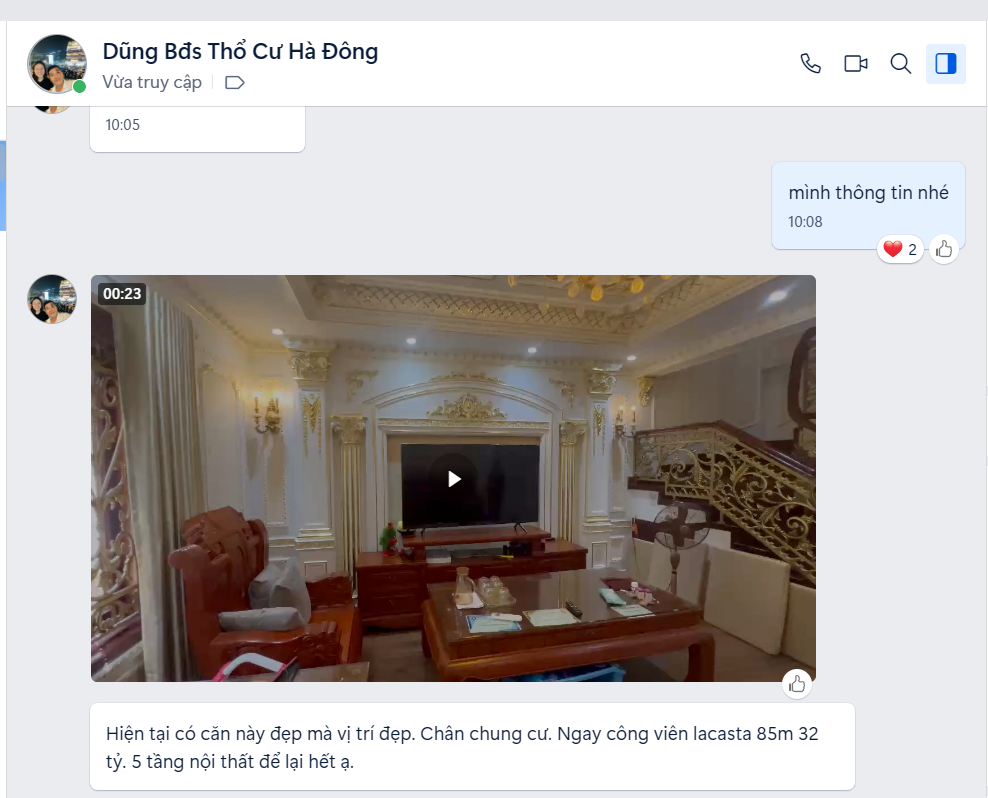 Dũng Bđs Thổ Cư Hà Đông
Vừa truy cập
10:05
mình thông tin nhé
10:08
2
00:23
Hiện tại có căn này đẹp mà vị trí đẹp. Chân chung cư. Ngay công viên lacasta 85m 32
tỷ. 5 tầng nội thất để lại hết ạ.